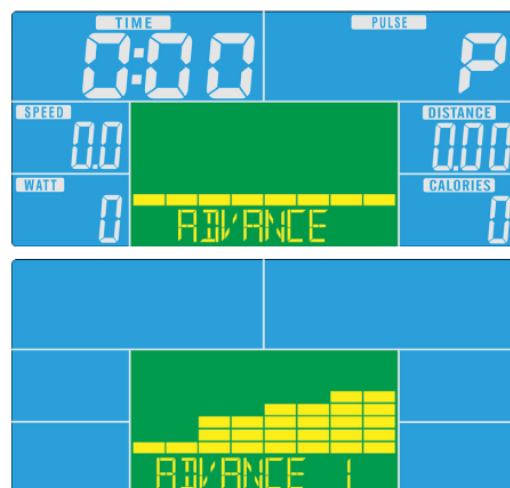 TIME PULSE
0:00 P
SPEED DISTANCE
0.0 0.00
WATT CALORIES
0 0
ADVANCE
ADVANCE 1